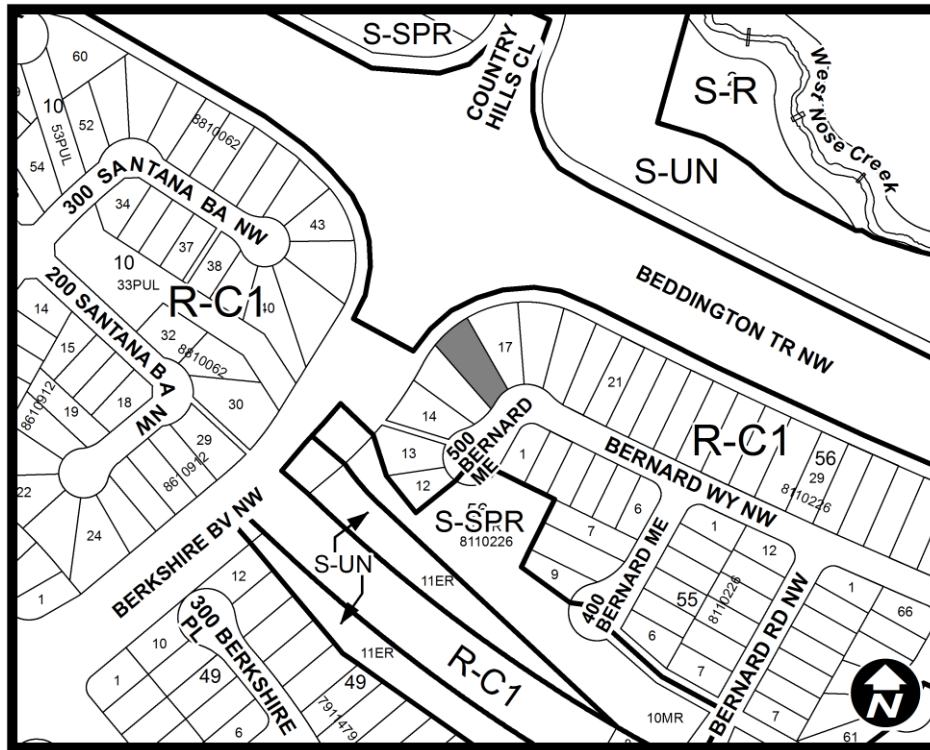 S-SPR
COUNTRY
HILLS CL
West Nose Creek
S-R
S-UN
60
10
53PUL
52
54
8810062
300 SANTANA BA NW
43
34
37
38
10
33PUL
R-C1
40
200 SANTANA BA
NW
14
15
32
8810062
19
18
30
8610912
29
8610912
22
24
1
BEDDINGTON TR NW
17
21
14
13
12
500
BERNARD
ME
1
R-C1
56
29
8110226
BERNARD WY NW
6
7
9
S-SPR
8110226
400
BERNARD ME
1
12
55
8110226
6
7
BERNARD RD NW
1
66
7
61
10MR
BERKSHIRE BV NW
S-UN
11ER
11ER
R-C1
12
10
1
49
6
300 BERKSHIRE
PL
49
7911479
N